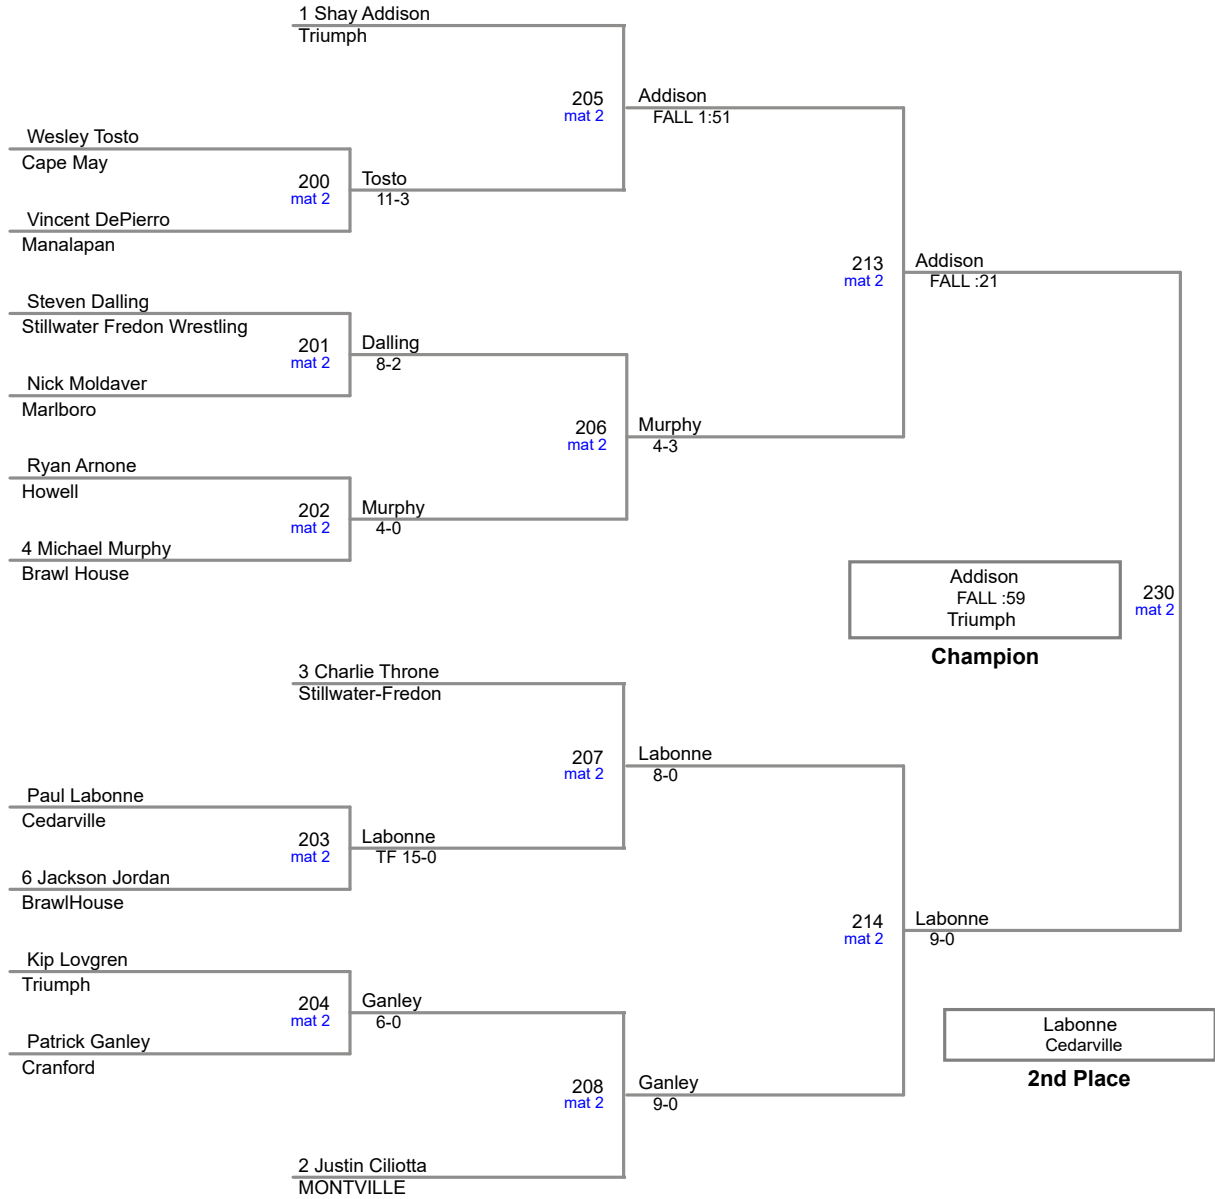 1 Shay Addison
Triumph
205
mat 2
Addison
FALL 1:51
Wesley Tosto
Cape May
200
mat 2
Tosto
11-3
Vincent DePierro
Manalapan
213
mat 2
Addison
FALL :21
Steven Dalling
Stillwater Fredon Wrestling
201
mat 2
Dalling
8-2
Nick Moldaver
Marlboro
206
mat 2
Murphy
4-3
Ryan Arnone
Howell
202
mat 2
Murphy
4-0
4 Michael Murphy
Brawl House
Addison
FALL :59
Triumph
Champion
230
mat 2
3 Charlie Throne
Stillwater-Fredon
207
mat 2
Labonne
8-0
Paul Labonne
Cedarville
203
mat 2
Labonne
TF 15-0
6 Jackson Jordan
BrawlHouse
214
mat 2
Labonne
9-0
Kip Lovgren
Triumph
204
mat 2
Ganley
6-0
Patrick Ganley
Cranford
Labonne
Cedarville
2nd Place
208
mat 2
Ganley
9-0
2 Justin Ciliotta
MONTVILLE